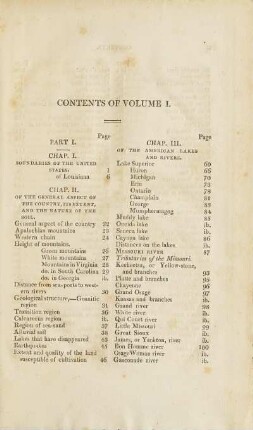 CONTENTS OF VOLUME I.
Page
PART I.
CHAP. I.
BOUNDARIES OF THE UNITED
STATES: 1
of Louisiana 6
CHAP. II.
OF THE GENERAL ASPECT OF
THE COUNTRY,
AND THE NATURE OF THE
SOIL.
General aspect of the country 22
Apalachian mountains 23
Western chain 24
Height of mountains.
Green mountains 26
White mountains 27
Mountains in Virginia 28
do. in South Carolina 29
do. in Georgia ib.
Distance from sea-ports to west-
ern rivers 30
Geological structure,—Granitic
region 31
Transition region 36
Calcareous region ib.
Region of sea-sand 37
Alluvial soil 38
Lakes that have disappeared 43
Earthquakes 45
Extent and quality of the land
susceptible of cultivation 46
Page
CHAP. III.
OF THE AMERICAN LAKES
AND RIVERS.
Lake Superior 69
Huron 65
Michigan 70
Erie 73
Ontario 78
Champlain 81
George 82
Memphremagog 84
Muddy lake 85
Oneida lake ib.
Seneca lake ib.
Cayuga lake 86
Distances on the lakes ib.
MISSOURI RIVER 87
Tributaries of the Missouri.
or Yellow-stone,
and branches 93
Platte and branches 95
Chayenne 96
Grand Osage 97
Kansas and branches ib.
Grand river 98
White river ib.
Qui Court river ib.
Little Missouri 99
Great Sioux ib.
James, or Yankton, river ib.
Bon Homme river 100
Grape-Woman river ib.
Gasconade river ib.